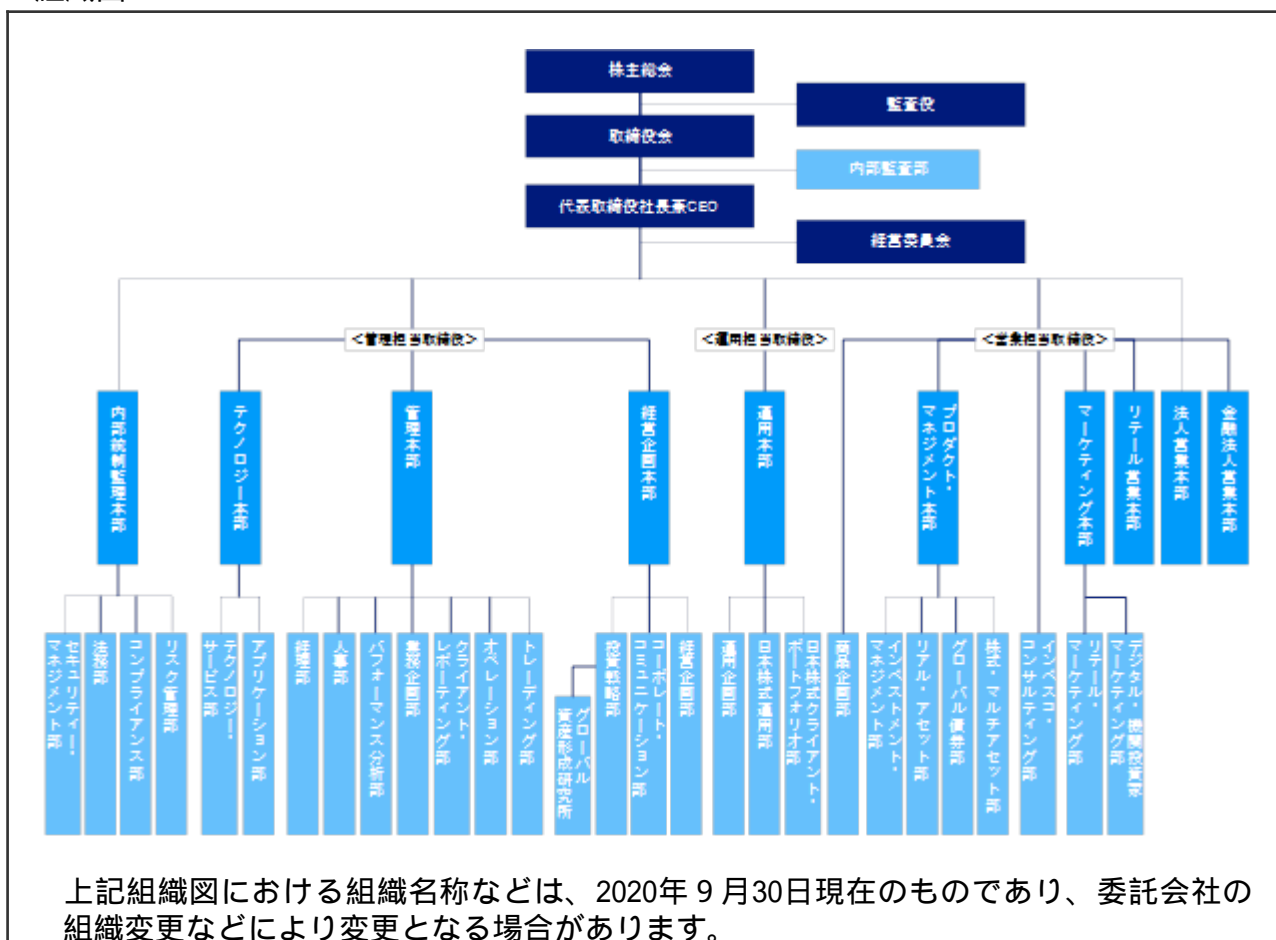 株主総会
監査役
取締役会
内部監査部
代表取締役社長兼CEO
経営委員会
＜管理担当取締役＞
＜運用担当取締役＞
＜営業担当取締役＞
内部統制監理本部
テクノロジー本部
管理本部
経営企画本部
運用本部
プロダクト・
マネジメント本部
マーケティング本部
リテール営業本部
法人営業本部
金融法人営業本部
セキュリティー・
マネジメント部
法務部
コンプライアンス部
リスク管理部
テクノロジー・
サービス部
アプリケーション部
経理部
人事部
パフォーマンス分析部
業務企画部
クライアント・
レポーティング部
オペレーション部
トレーディング部
グローバル
資産形成研究所
投資戦略部
コーポレート・
コミュニケーション部
経営企画部
運用企画部
日本株式運用部
日本株式クライアント・
ポートフォリオ部
商品企画部
インベストメント・
マネジメント部
リアル・アセット部
グローバル債券部
株式・マルチアセット部
インベスコ・
コンサルティング部
リテール・
マーケティング部
デジタル・機関投資家
マーケティング部
上記組織図における組織名称などは、2020年９月30日現在のものであり、委託会社の
組織変更などにより変更となる場合があります。